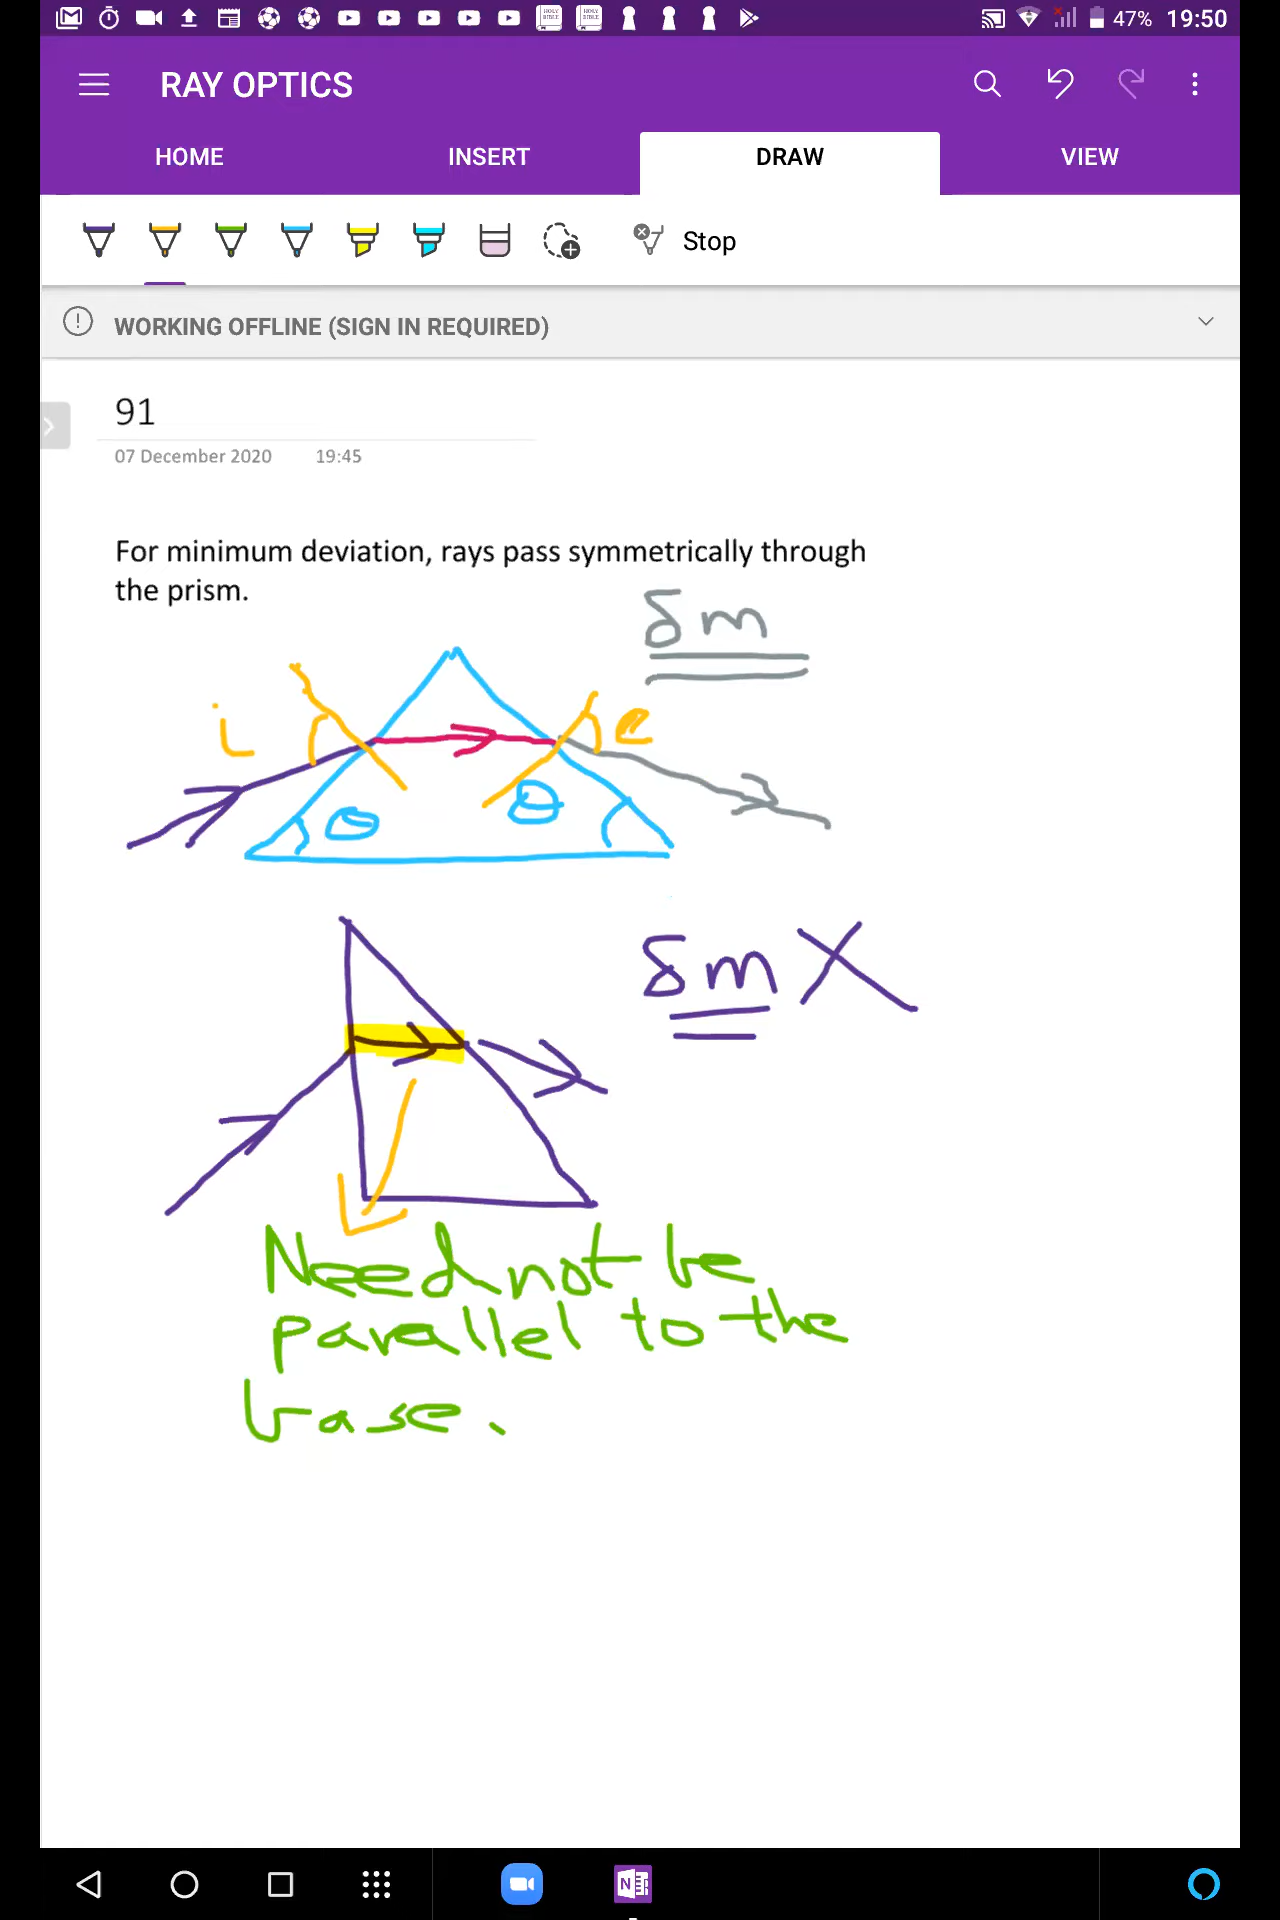 47% 19:50
RAY OPTICS
HOME INSERT DRAW VIEW
Stop
WORKING OFFLINE (SIGN IN REQUIRED)
91
07 December 2020 19:45
For minimum deviation, rays pass symmetrically through
the prism.
δm
i e
θ θ
δm X
Need not be
parallel to the
base.